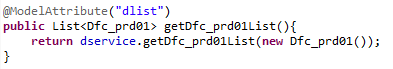 @ModelAttribute("dlist")
public List<Dfc_prd01> getDfc_prd01List(){
    return dservice.getDfc_prd01List(new Dfc_prd01());
}